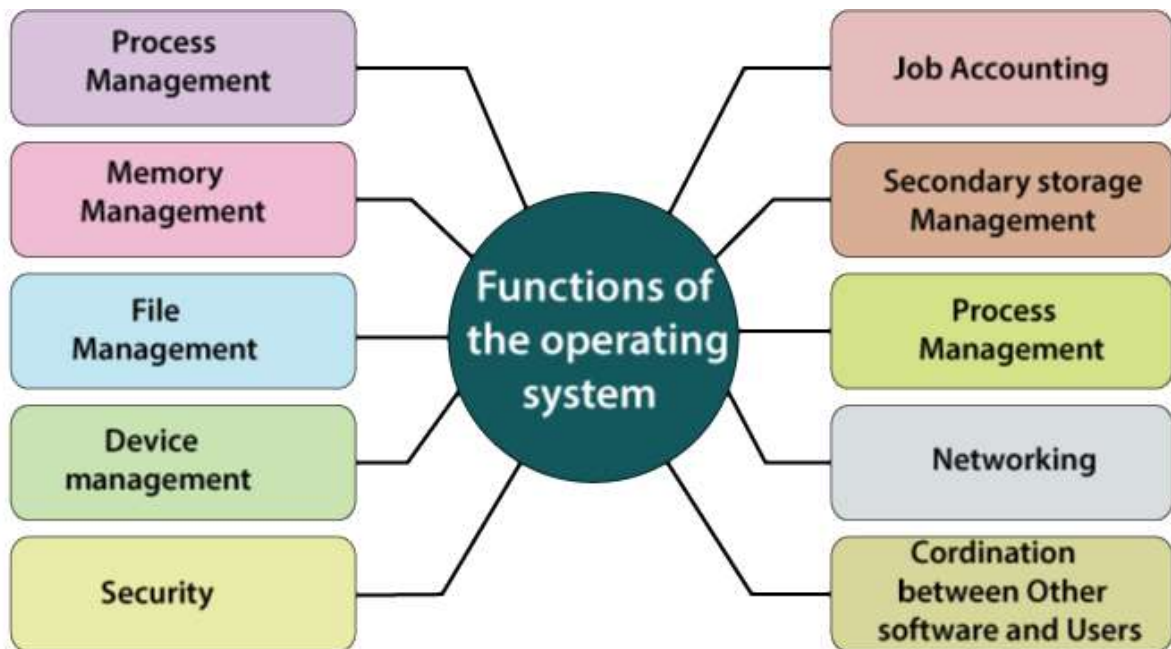 Process
Management
Memory
Management
File
Management
Device
management
Security
Functions of
the operating
system
Job Accounting
Secondary storage
Management
Process
Management
Networking
Cordination
between Other
software and Users